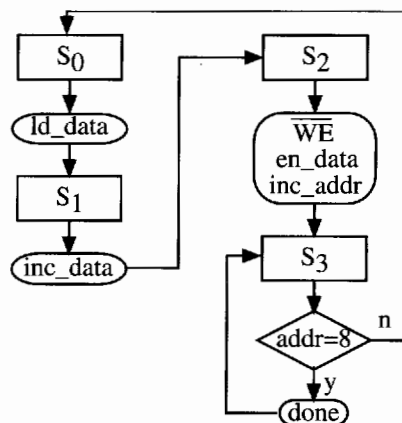 S0
ld_data
S1
inc_data
S2
WE
en_data
inc_addr
S3
addr=8
n
y
done